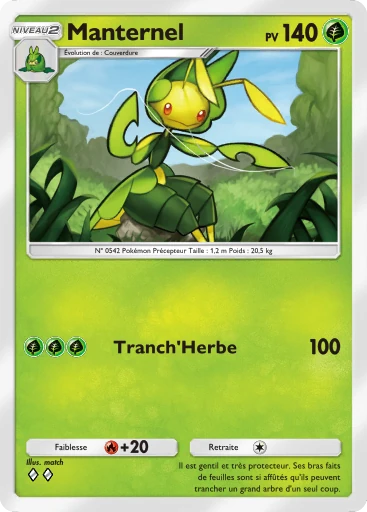 NIVEAU2 Manternel PV 140
Évolution de : Couverdure
N° 0542 Pokémon Précepteur Taille : 1,2 m Poids : 20,5 kg
Tranch'Herbe 100
Faiblesse +20 Retraite
Illus. match
Il est gentil et très protecteur. Ses bras faits
de feuilles sont si affûtés qu'ils peuvent
trancher un grand arbre d'un seul coup.